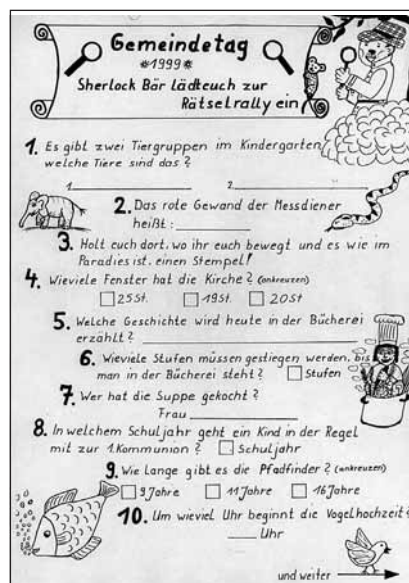 Gemeindetag
*1999*
Sherlock Bär Lädt euch zur
Rätselrally ein
1. Es gibt zwei Tiergruppen im Kindergarten,
welche Tiere sind das?
1. 2.
2. Das rote Gewand der Messdiener
heißt:
3. Holt euch dort, wo ihr euch bewegt und es wie im
Paradies ist, einen Stempel!
4. Wieviele Fenster hat die Kirche? (ankreuzen)
25 St. 19 St. 20 St
5. Welche Geschichte wird heute in der Bücherei
erzählt?
6. Wieviele Stufen müssen gestiegen werden, bis
man in der Bücherei steht? Stufen
7. Wer hat die Suppe gekocht?
Frau
8. In welchem Schuljahr geht ein Kind in der Regel
mit zur 1. Kommunion? Schuljahr
9. Wie lange gibt es die Pfadfinder? (ankreuzen)
9 Jahre 11 Jahre 16 Jahre
10. Um wieviel Uhr beginnt die Vogelhochzeit?
Uhr
und weiter